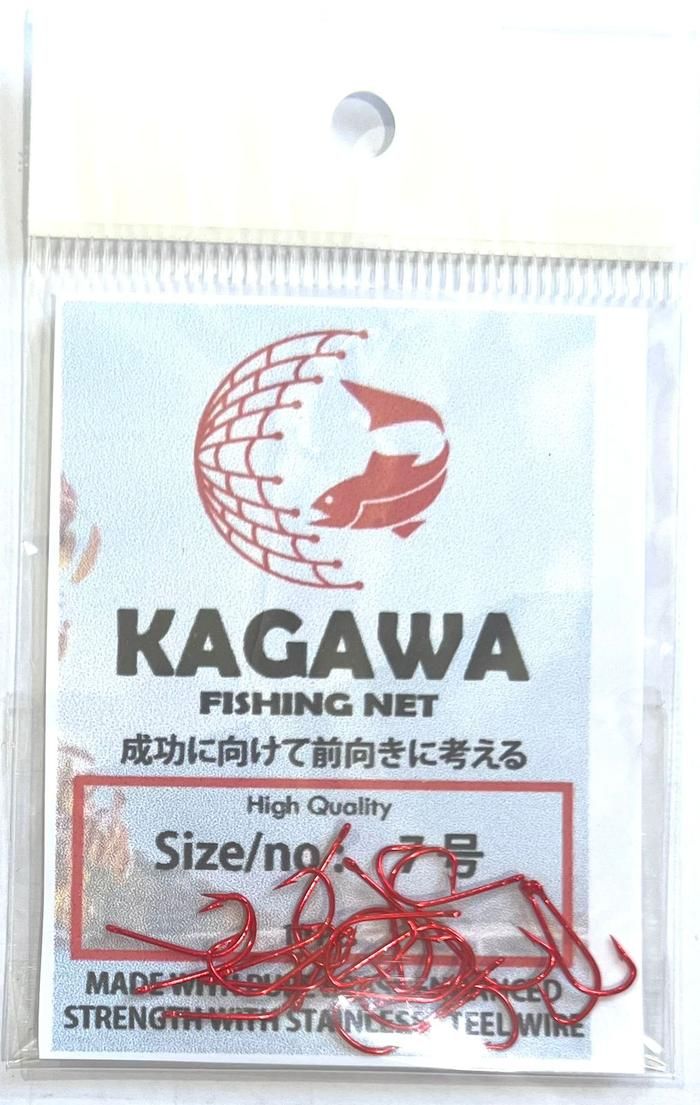 KAGAWA
FISHING NET
成功に向けて前向きに考える
High Quality
Size/no : 7 号
MADE WITH PURE
STRENGTH WITH STAINLESS STEEL WIRE